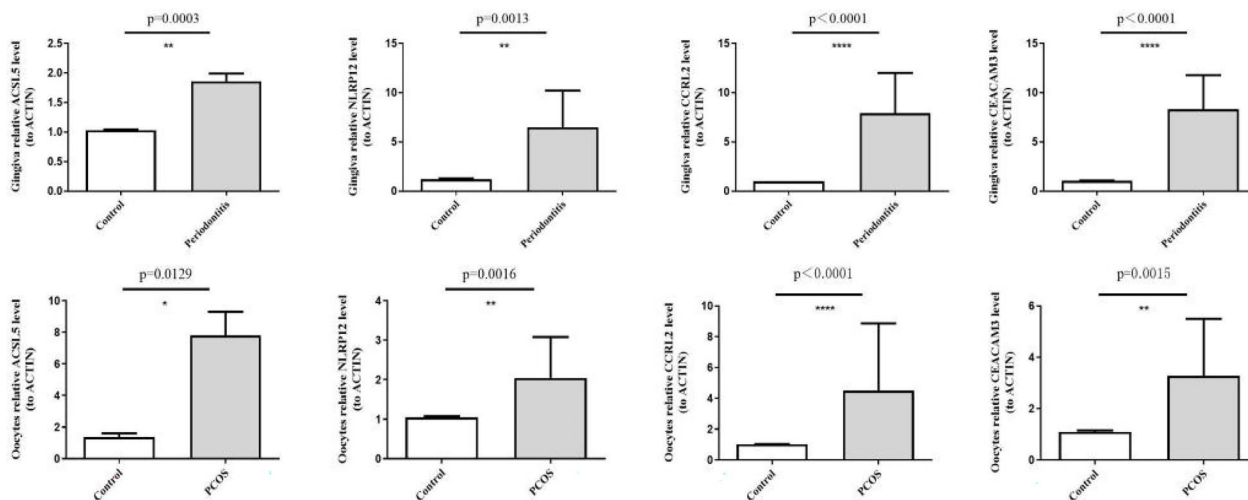 p=0.0003
**
Gingiva relative ACSL5 level
(to ACTIN)
2.5
2.0
1.5
1.0
0.5
0.0
Control
Periodontitis
p=0.0013
**
Gingiva relative NLRP12 level
(to ACTIN)
15
10
5
0
Control
Periodontitis
p<0.0001
****
Gingiva relative CCRL2 level
(to ACTIN)
15
10
5
0
Control
Periodontitis
p<0.0001
****
Gingiva relative CEACAM3 level
(to ACTIN)
15
10
5
0
Control
Periodontitis
p=0.0129
*
Oocytes relative ACSL5 level
(to ACTIN)
10
8
6
4
2
0
Control
PCOS
p=0.0016
**
Oocytes relative NLRP12 level
(to ACTIN)
4
3
2
1
0
Control
PCOS
p<0.0001
****
Oocytes relative CCRL2 level
(to ACTIN)
10
8
6
4
2
0
Control
PCOS
p=0.0015
**
Oocytes relative CEACAM3 level
(to ACTIN)
6
4
2
0
Control
PCOS